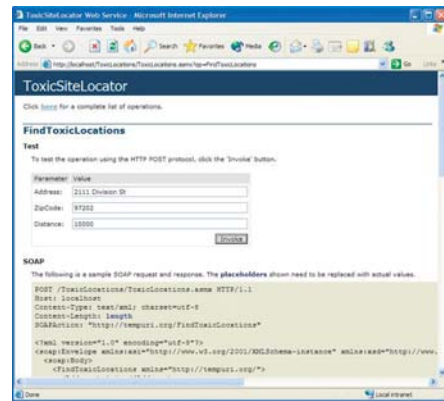 ToxicSiteLocator Web Service - Microsoft Internet Explorer
File Edit View Favorites Tools Help
Back Search Favorites Media
Address http://localhost/ToxicLocations/ToxicLocations.asmx?op=FindToxicLocations Go Links
ToxicSiteLocator
Click here for a complete list of operations.
FindToxicLocations
Test
To test the operation using the HTTP POST protocol, click the 'Invoke' button.
Parameter Value
Address: 2111 Division St
ZipCode: 97202
Distance: 10000
Invoke
SOAP
The following is a sample SOAP request and response. The placeholders shown need to be replaced with actual values.
POST /ToxicLocations/ToxicLocations.asmx HTTP/1.1
Host: localhost
Content-Type: text/xml; charset=utf-8
Content-Length: length
SOAPAction: "http://tempuri.org/FindToxicLocations"
<?xml version="1.0" encoding="utf-8"?>
<soap:Envelope xmlns:xsi="http://www.w3.org/2001/XMLSchema-instance" xmlns:xsd="http://www.
<soap:Body>
<FindToxicLocations xmlns="http://tempuri.org/">
Done Local intranet